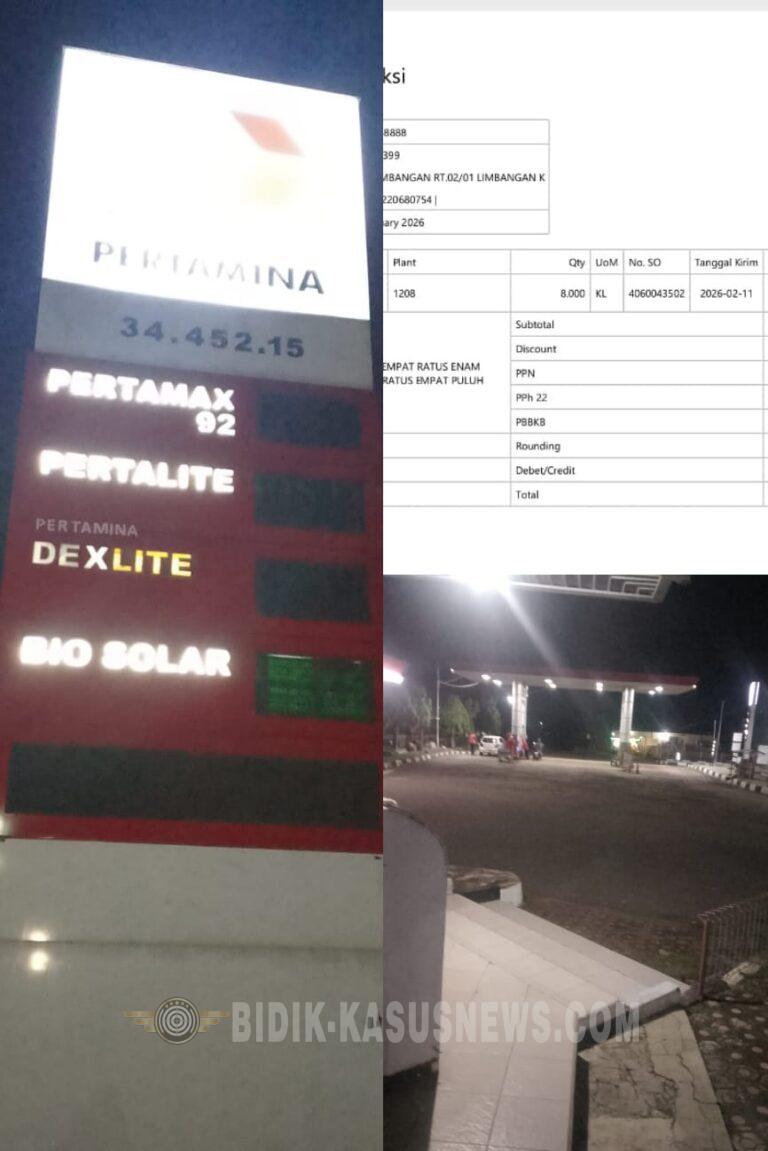 PERTAMINA
34.452.15
PERTAMAX
92
PERTALITE
PERTAMINA
DEXLITE
BIO SOLAR
ksi
8888
399
MBANGAN RT.02/01 LIMBANGAN K
220680754 |
ary 2026
Plant Qty UoM No. SO Tanggal Kirim
1208 8.000 KL 4060043502 2026-02-11
EMPAT RATUS ENAM
RATUS EMPAT PULUH
Subtotal
Discount
PPN
PPh 22
PBBKB
Rounding
Debet/Credit
Total
BIDIK-KASUSNEWS.COM